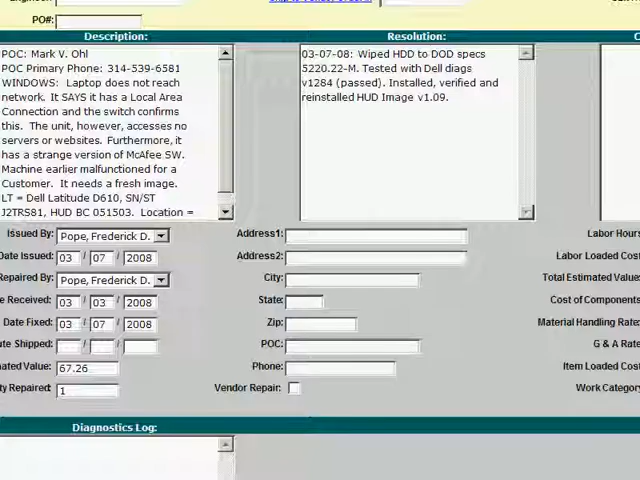 PO#:
Description:
Resolution:
POC: Mark V. Ohl
POC Primary Phone: 314-539-6581
WINDOWS: Laptop does not reach
network. It SAYS it has a Local Area
Connection and the switch confirms
this. The unit, however, accesses no
servers or websites. Furthermore, it
has a strange version of McAfee SW.
Machine earlier malfunctioned for a
Customer. It needs a fresh image.
LT = Dell Latitude D610, SN/ST
J2TRS81, HUD BC 051503. Location =
03-07-08: Wiped HDD to DOD specs
5220.22-M. Tested with Dell diags
v1284 (passed). Installed, verified and
reinstalled HUD Image v1.09.
Issued By: Pope, Frederick D. Address1: Labor Hours
Date Issued: 03 / 07 / 2008 Address2: Labor Loaded Cost
Repaired By: Pope, Frederick D. City: Total Estimated Value:
e Received: 03 / 03 / 2008 State: Cost of Components
Date Fixed: 03 / 07 / 2008 Zip: Material Handling Rate:
te Shipped: / / POC: G & A Rate
ated Value: 67.26 Phone: Item Loaded Cost
ty Repaired: 1 Vendor Repair: Work Category
Diagnostics Log: